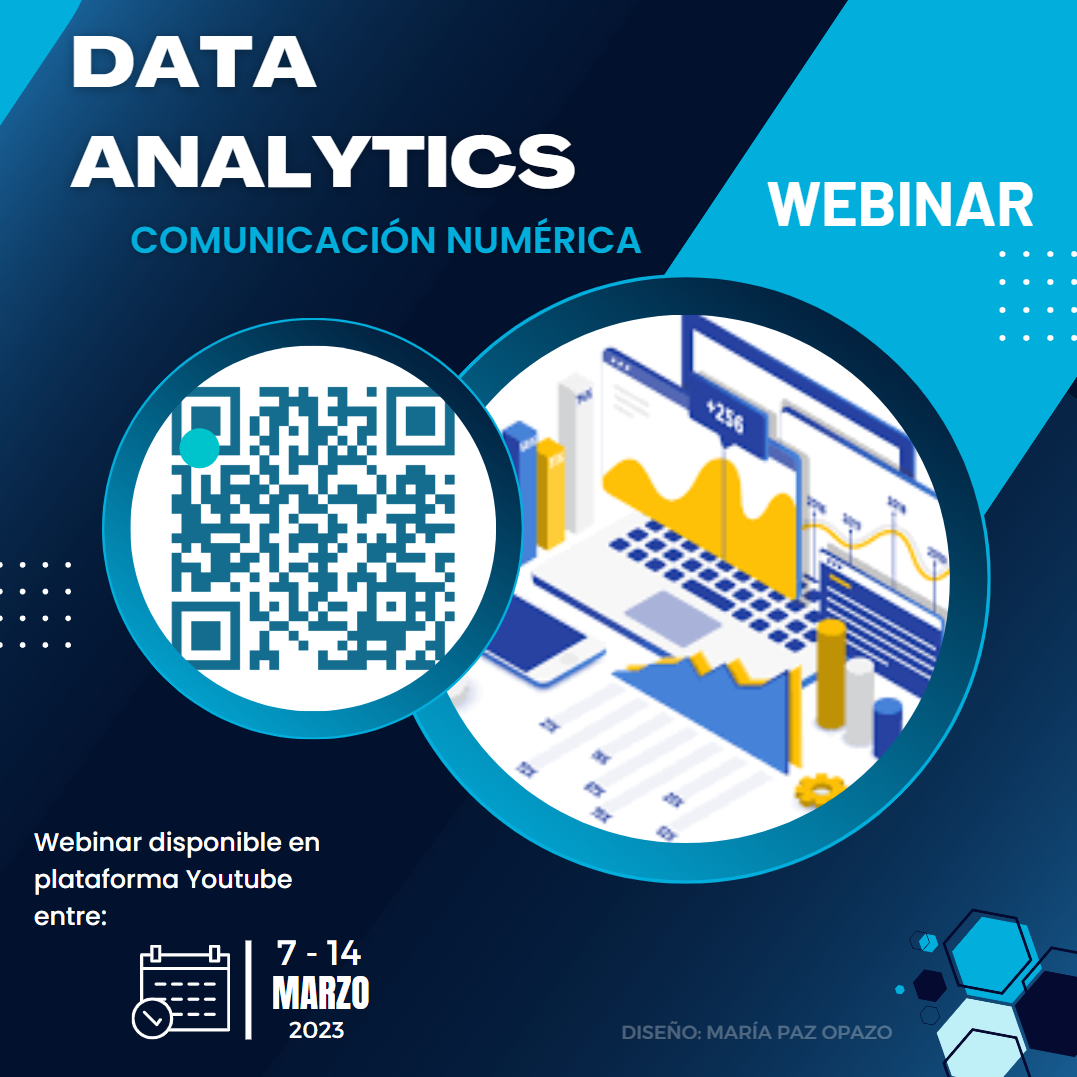 DATA
ANALYTICS
COMUNICACIÓN NUMÉRICA
WEBINAR
+256
Webinar disponible en
plataforma Youtube
entre:
7 - 14
MARZO
2023
DISEÑO: MARÍA PAZ OPAZO